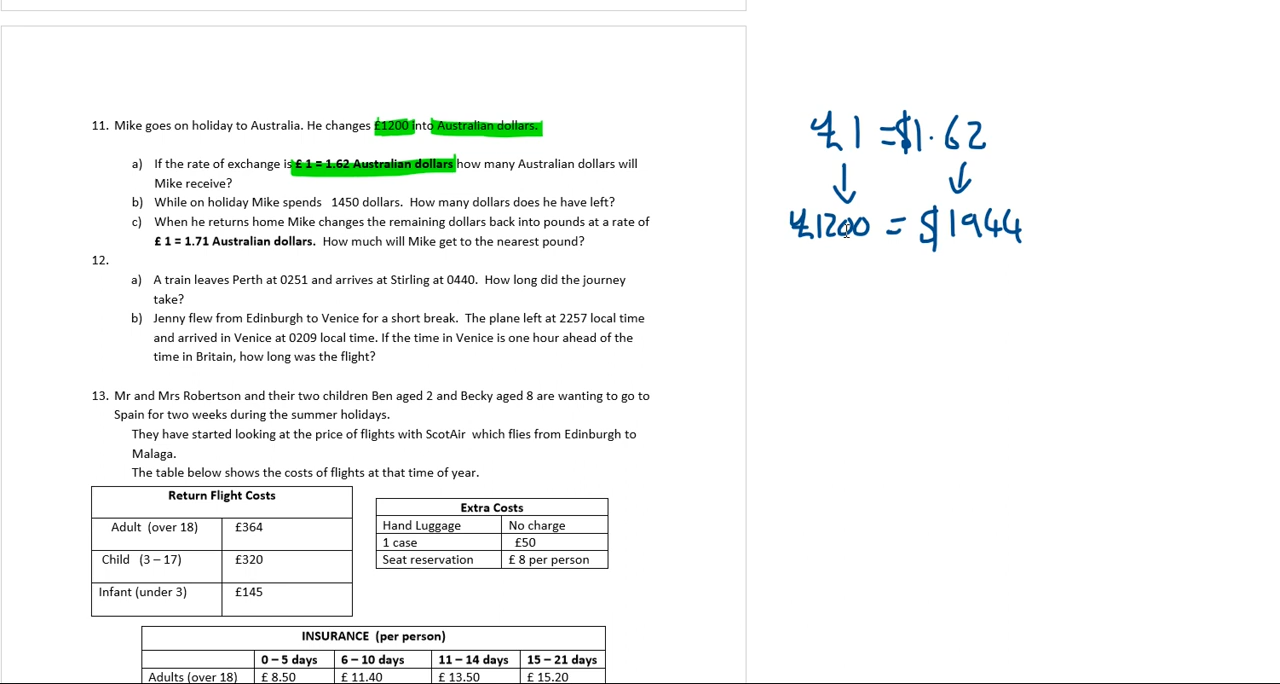 11. Mike goes on holiday to Australia. He changes £1200 into Australian dollars.
a) If the rate of exchange is £ 1 = 1.62 Australian dollars how many Australian dollars will
Mike receive?
b) While on holiday Mike spends 1450 dollars. How many dollars does he have left?
c) When he returns home Mike changes the remaining dollars back into pounds at a rate of
£ 1 = 1.71 Australian dollars. How much will Mike get to the nearest pound?
12.
a) A train leaves Perth at 0251 and arrives at Stirling at 0440. How long did the journey
take?
b) Jenny flew from Edinburgh to Venice for a short break. The plane left at 2257 local time
and arrived in Venice at 0209 local time. If the time in Venice is one hour ahead of the
time in Britain, how long was the flight?
13. Mr and Mrs Robertson and their two children Ben aged 2 and Becky aged 8 are wanting to go to
Spain for two weeks during the summer holidays.
They have started looking at the price of flights with ScotAir which flies from Edinburgh to
Malaga.
The table below shows the costs of flights at that time of year.
Return Flight Costs
Adult (over 18) £364
Child (3 – 17) £320
Infant (under 3) £145
Extra Costs
Hand Luggage No charge
1 case £50
Seat reservation £ 8 per person
INSURANCE (per person)
0 – 5 days 6 – 10 days 11 – 14 days 15 – 21 days
Adults (over 18) £ 8.50 £ 11.40 £ 13.50 £ 15.20
£1 = $1.62
£1200 = $1944